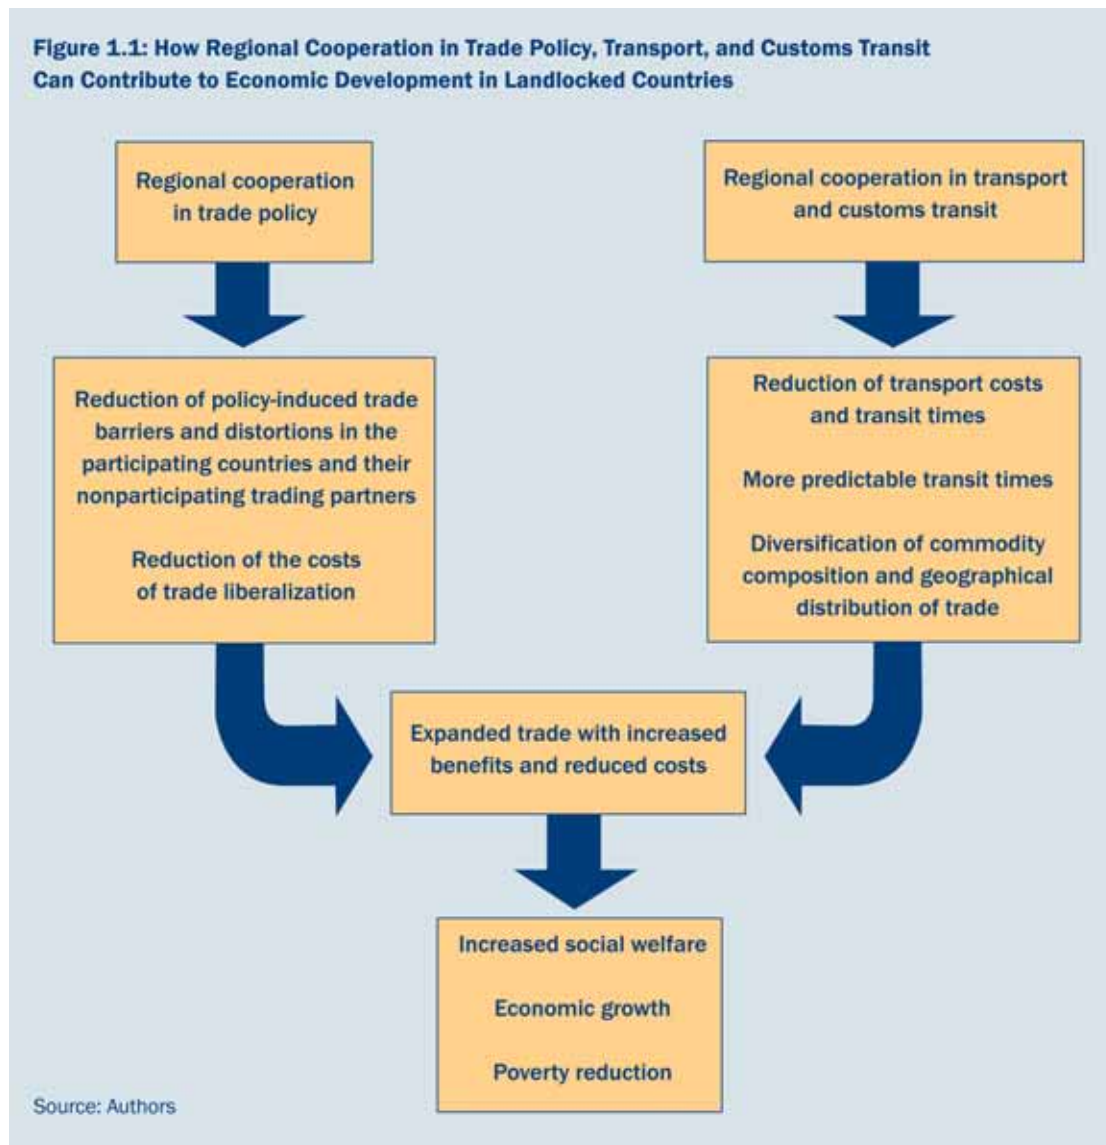 Figure 1.1: How Regional Cooperation in Trade Policy, Transport, and Customs Transit
Can Contribute to Economic Development in Landlocked Countries
Regional cooperation
in trade policy
Regional cooperation in transport
and customs transit
Reduction of policy-induced trade
barriers and distortions in the
participating countries and their
nonparticipating trading partners
Reduction of the costs
of trade liberalization
Reduction of transport costs
and transit times
More predictable transit times
Diversification of commodity
composition and geographical
distribution of trade
Expanded trade with increased
benefits and reduced costs
Increased social welfare
Economic growth
Poverty reduction
Source: Authors